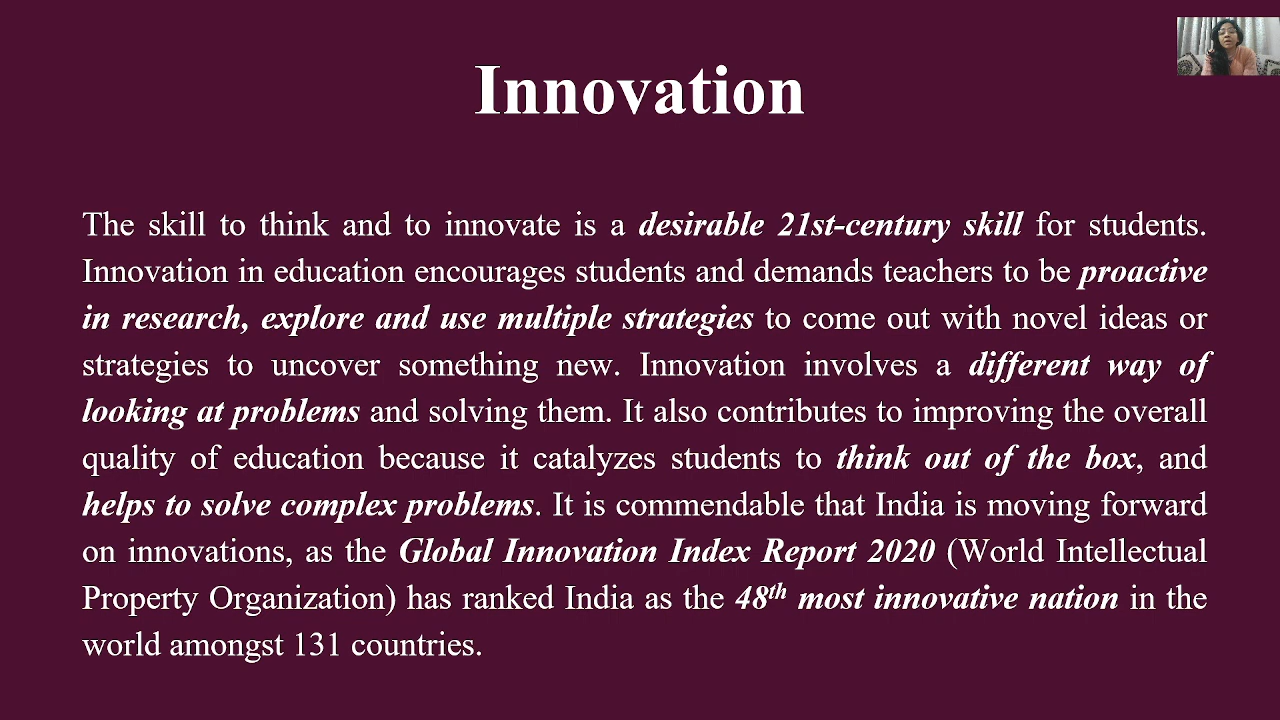 Innovation
The skill to think and to innovate is a desirable 21st-century skill for students.
Innovation in education encourages students and demands teachers to be proactive
in research, explore and use multiple strategies to come out with novel ideas or
strategies to uncover something new. Innovation involves a different way of
looking at problems and solving them. It also contributes to improving the overall
quality of education because it catalyzes students to think out of the box, and
helps to solve complex problems. It is commendable that India is moving forward
on innovations, as the Global Innovation Index Report 2020 (World Intellectual
Property Organization) has ranked India as the 48th most innovative nation in the
world amongst 131 countries.